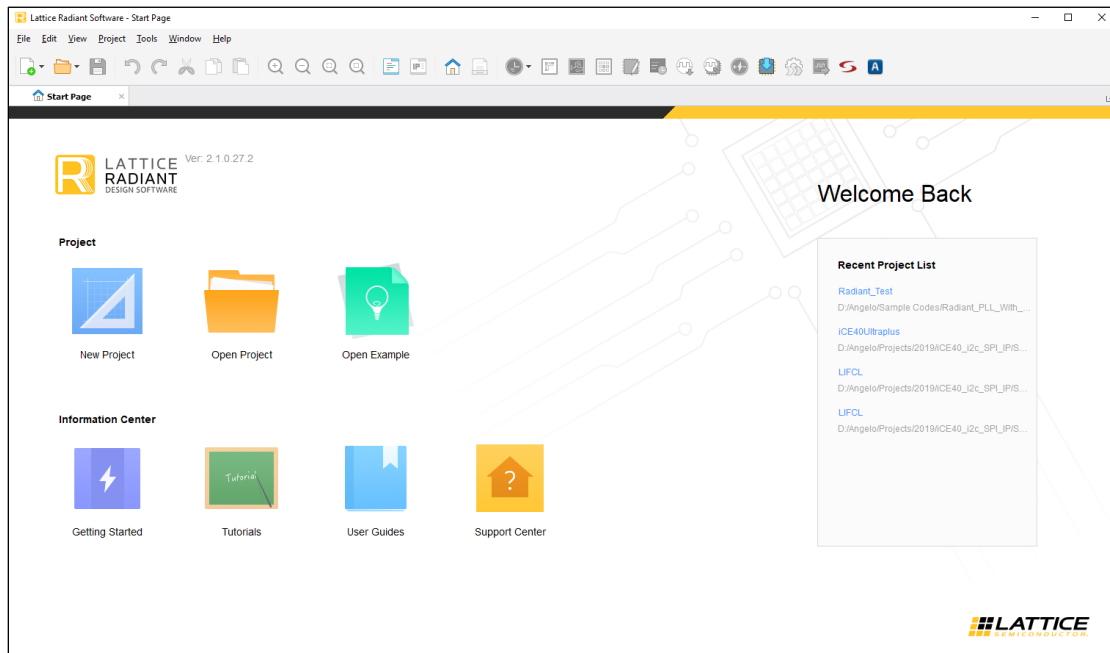 Lattice Radiant Software - Start Page
File Edit View Project Tools Window Help
IP
A
Start Page
LATTICE
RADIANT
DESIGN SOFTWARE
Ver: 2.1.0.27.2
Welcome Back
Project
New Project
Open Project
Open Example
Recent Project List
Radiant_Test
D:/Angelo/Sample Codes/Radiant_PLL_With_...
iCE40Ultraplus
D:/Angelo/Projects/2019/iCE40_i2c_SPI_IP/S...
LIFCL
D:/Angelo/Projects/2019/iCE40_i2c_SPI_IP/S...
LIFCL
D:/Angelo/Projects/2019/iCE40_i2c_SPI_IP/S...
Information Center
Tutorial
?
Getting Started
Tutorials
User Guides
Support Center
LATTICE
SEMICONDUCTOR.